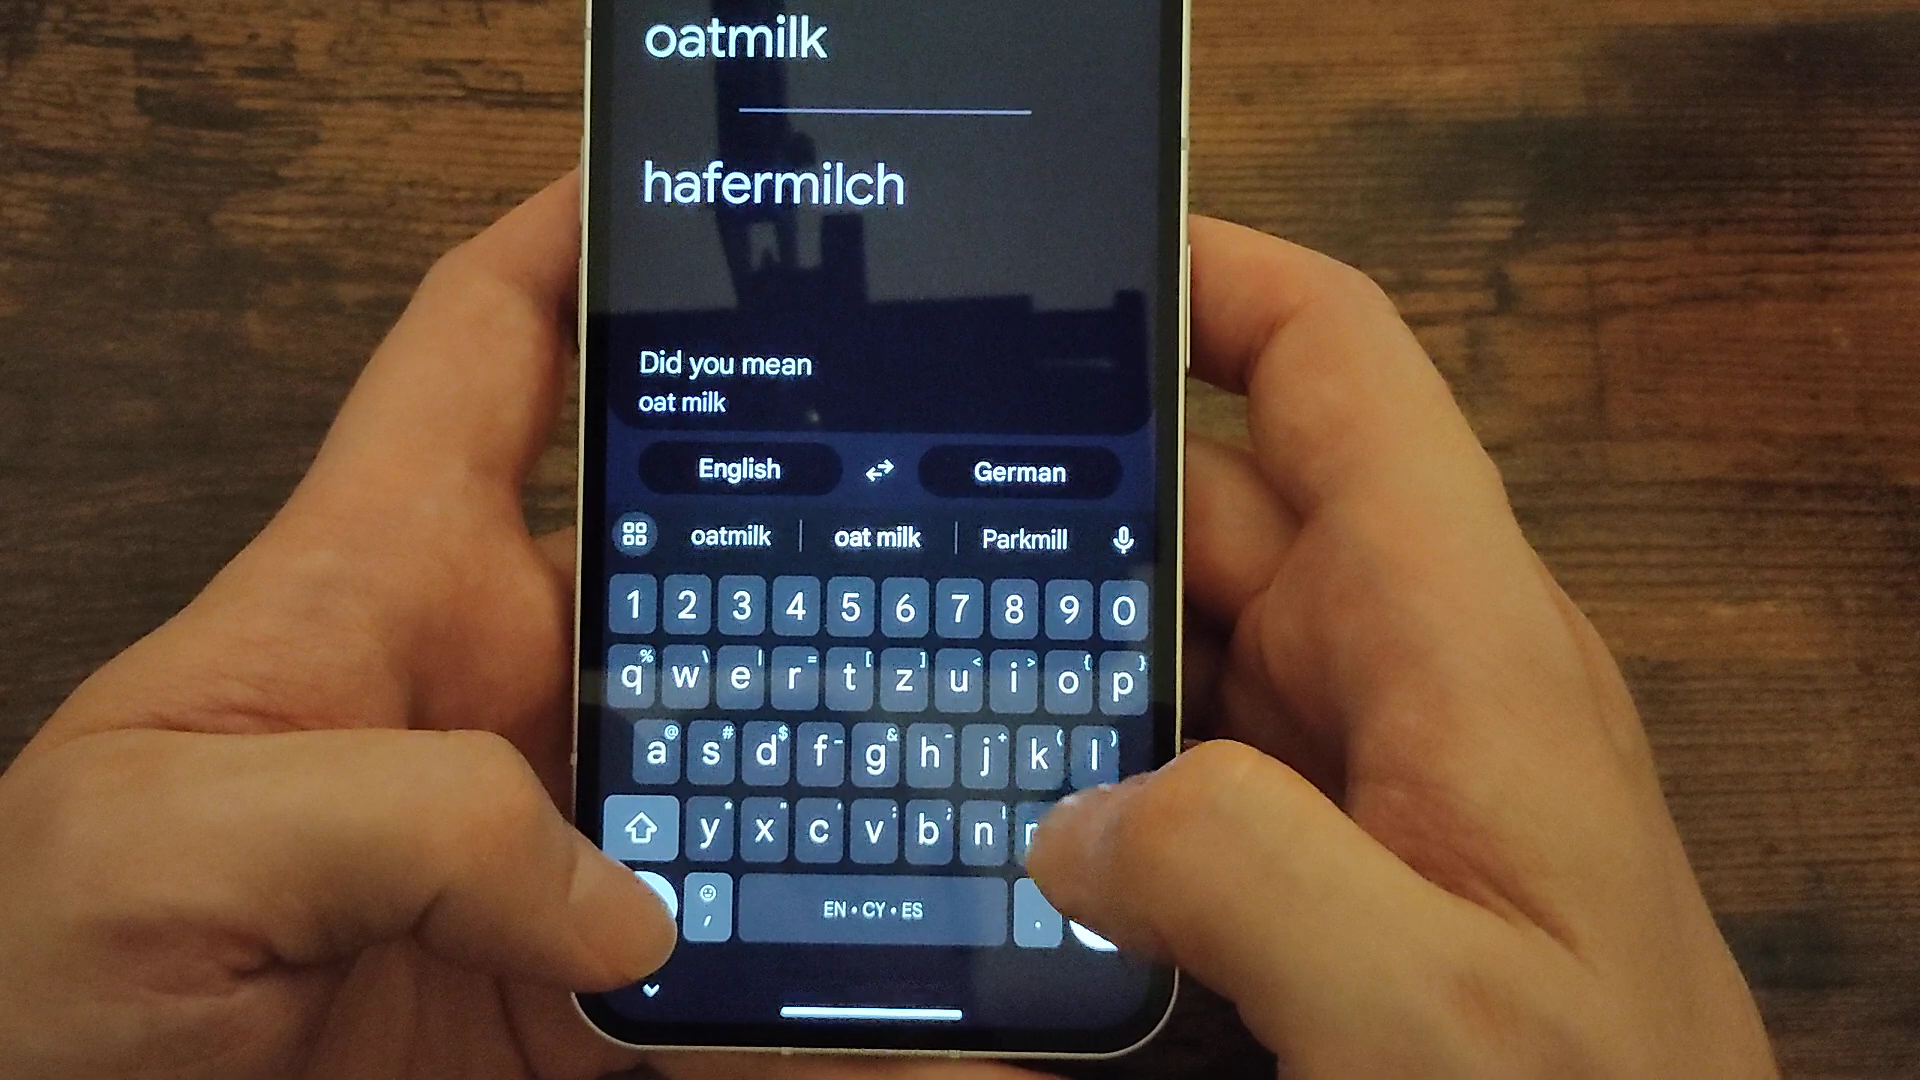 oatmilk
hafermilch
Did you mean
oat milk
English German
oatmilk oat milk Parkmill
1 2 3 4 5 6 7 8 9 0
q% w\ e| r= t[ z] u< i> o{ p}
a@ s# d$ f- g& h- j+ k( l)
y* x" c' v: b; n!
, EN • CY • ES .